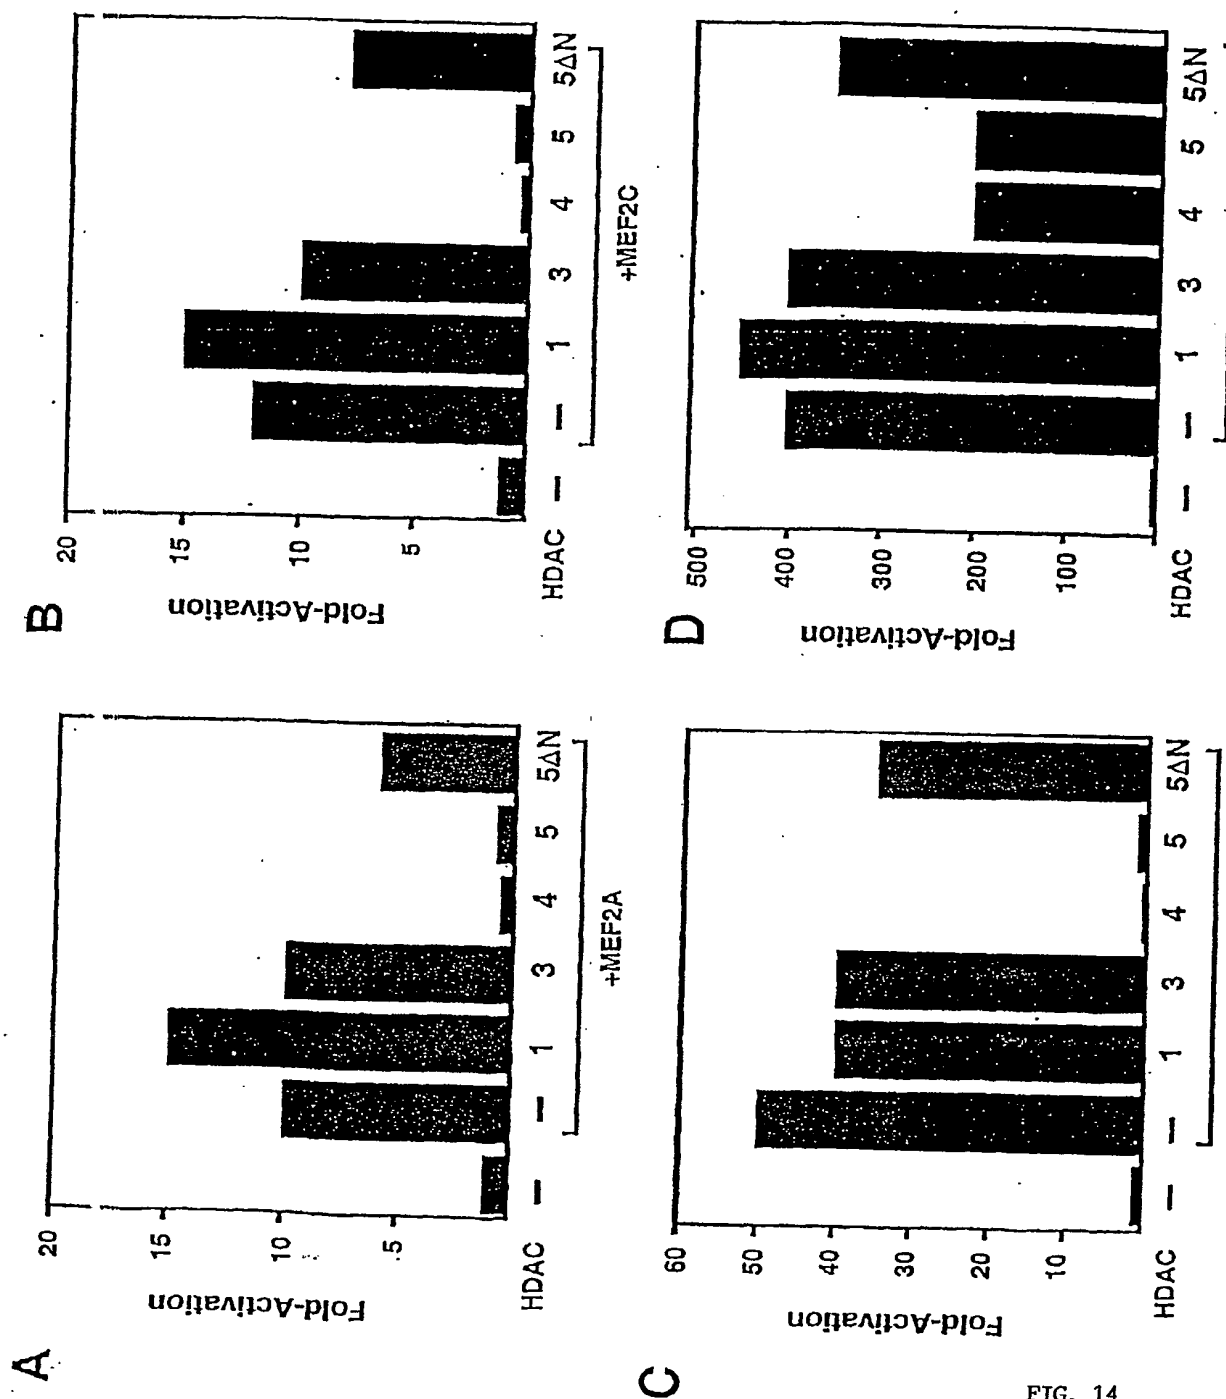 A
Fold-Activation
20
15
10
5
HDAC — — 1 3 4 5 5ΔN
+MEF2A
B
Fold-Activation
20
15
10
5
HDAC — — 1 3 4 5 5ΔN
+MEF2C
C
Fold-Activation
60
50
40
30
20
10
HDAC — — 1 3 4 5 5ΔN
D
Fold-Activation
500
400
300
200
100
HDAC — — 1 3 4 5 5ΔN
FIG. 14